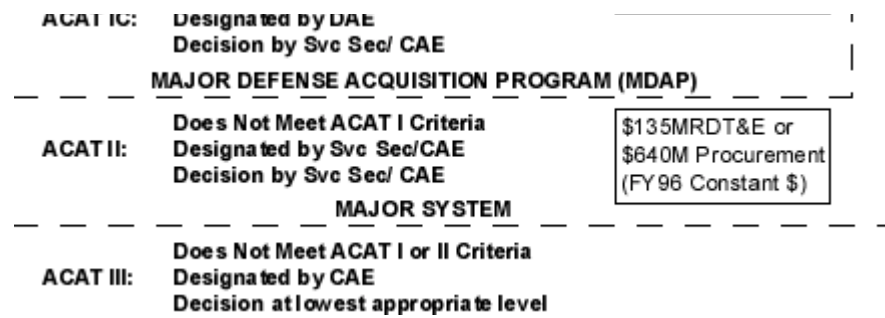 ACAT IC: Designated by DAE
Decision by Svc Sec/ CAE
MAJOR DEFENSE ACQUISITION PROGRAM (MDAP)
Does Not Meet ACAT I Criteria
ACAT II: Designated by Svc Sec/CAE
Decision by Svc Sec/ CAE
$135MRDT&E or
$640M Procurement
(FY96 Constant $)
MAJOR SYSTEM
Does Not Meet ACAT I or II Criteria
ACAT III: Designated by CAE
Decision at lowest appropriate level